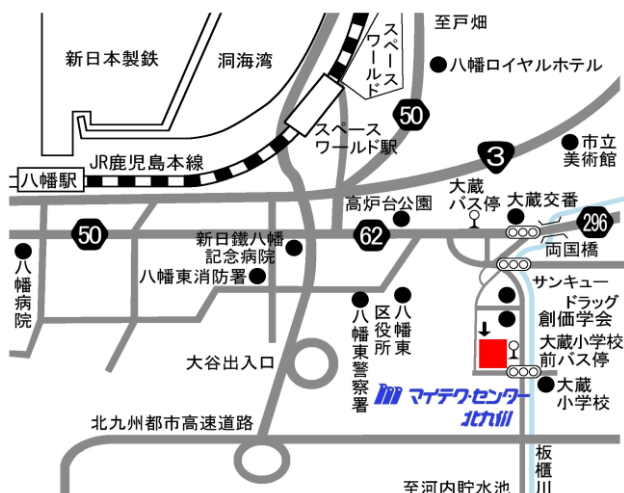 至戸畑
新日本製鉄
洞海湾
スペース
ワールド
八幡ロイヤルホテル
50
スペース
ワールド駅
3
市立
美術館
JR鹿児島本線
八幡駅
大蔵
バス停
大蔵交番
高炉台公園
296
50
62
両国橋
新日鐵八幡
記念病院
八幡東消防署
八幡病院
サンキュー
ドラッグ
創価学会
八幡東
区役所
八幡東警察署
大蔵小学校
前バス停
大谷出入口
大蔵
小学校
マイテク・センター
北九州
北九州都市高速道路
板櫃川
至河内貯水池